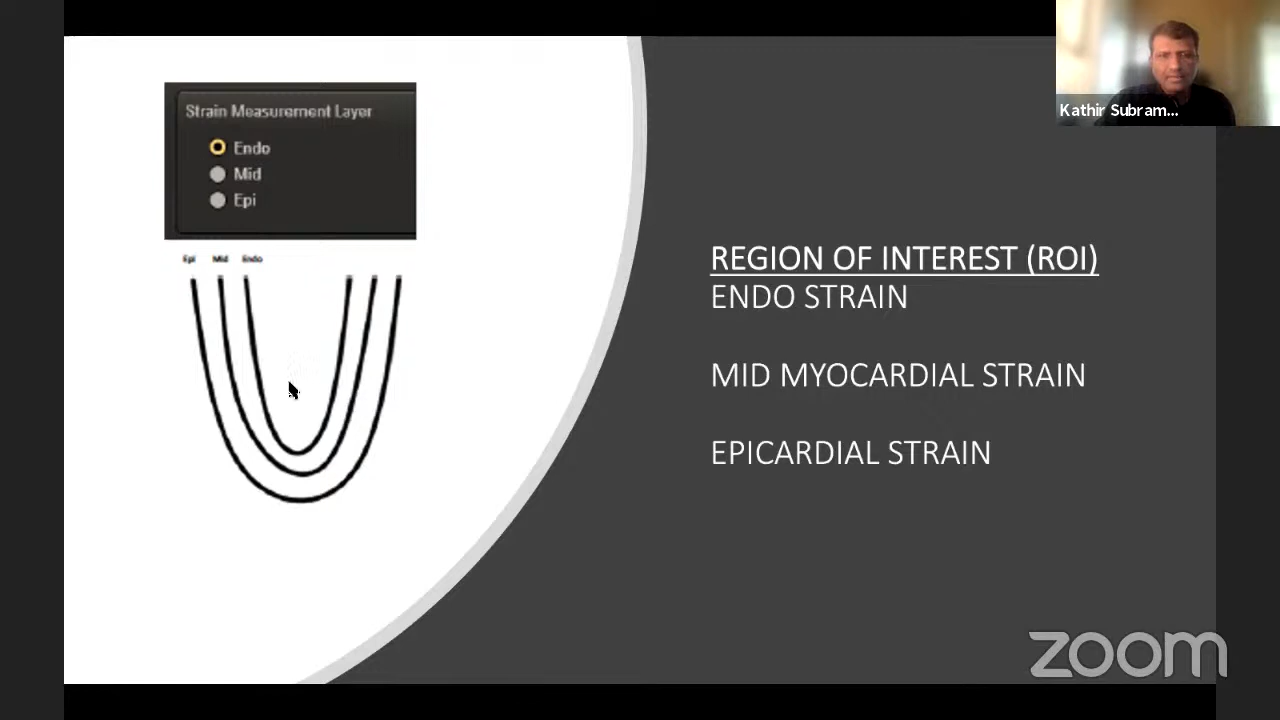 Strain Measurement Layer
Endo
Mid
Epi
Epi Mid Endo
REGION OF INTEREST (ROI)
ENDO STRAIN
MID MYOCARDIAL STRAIN
EPICARDIAL STRAIN
Kathir Subram...
zoom